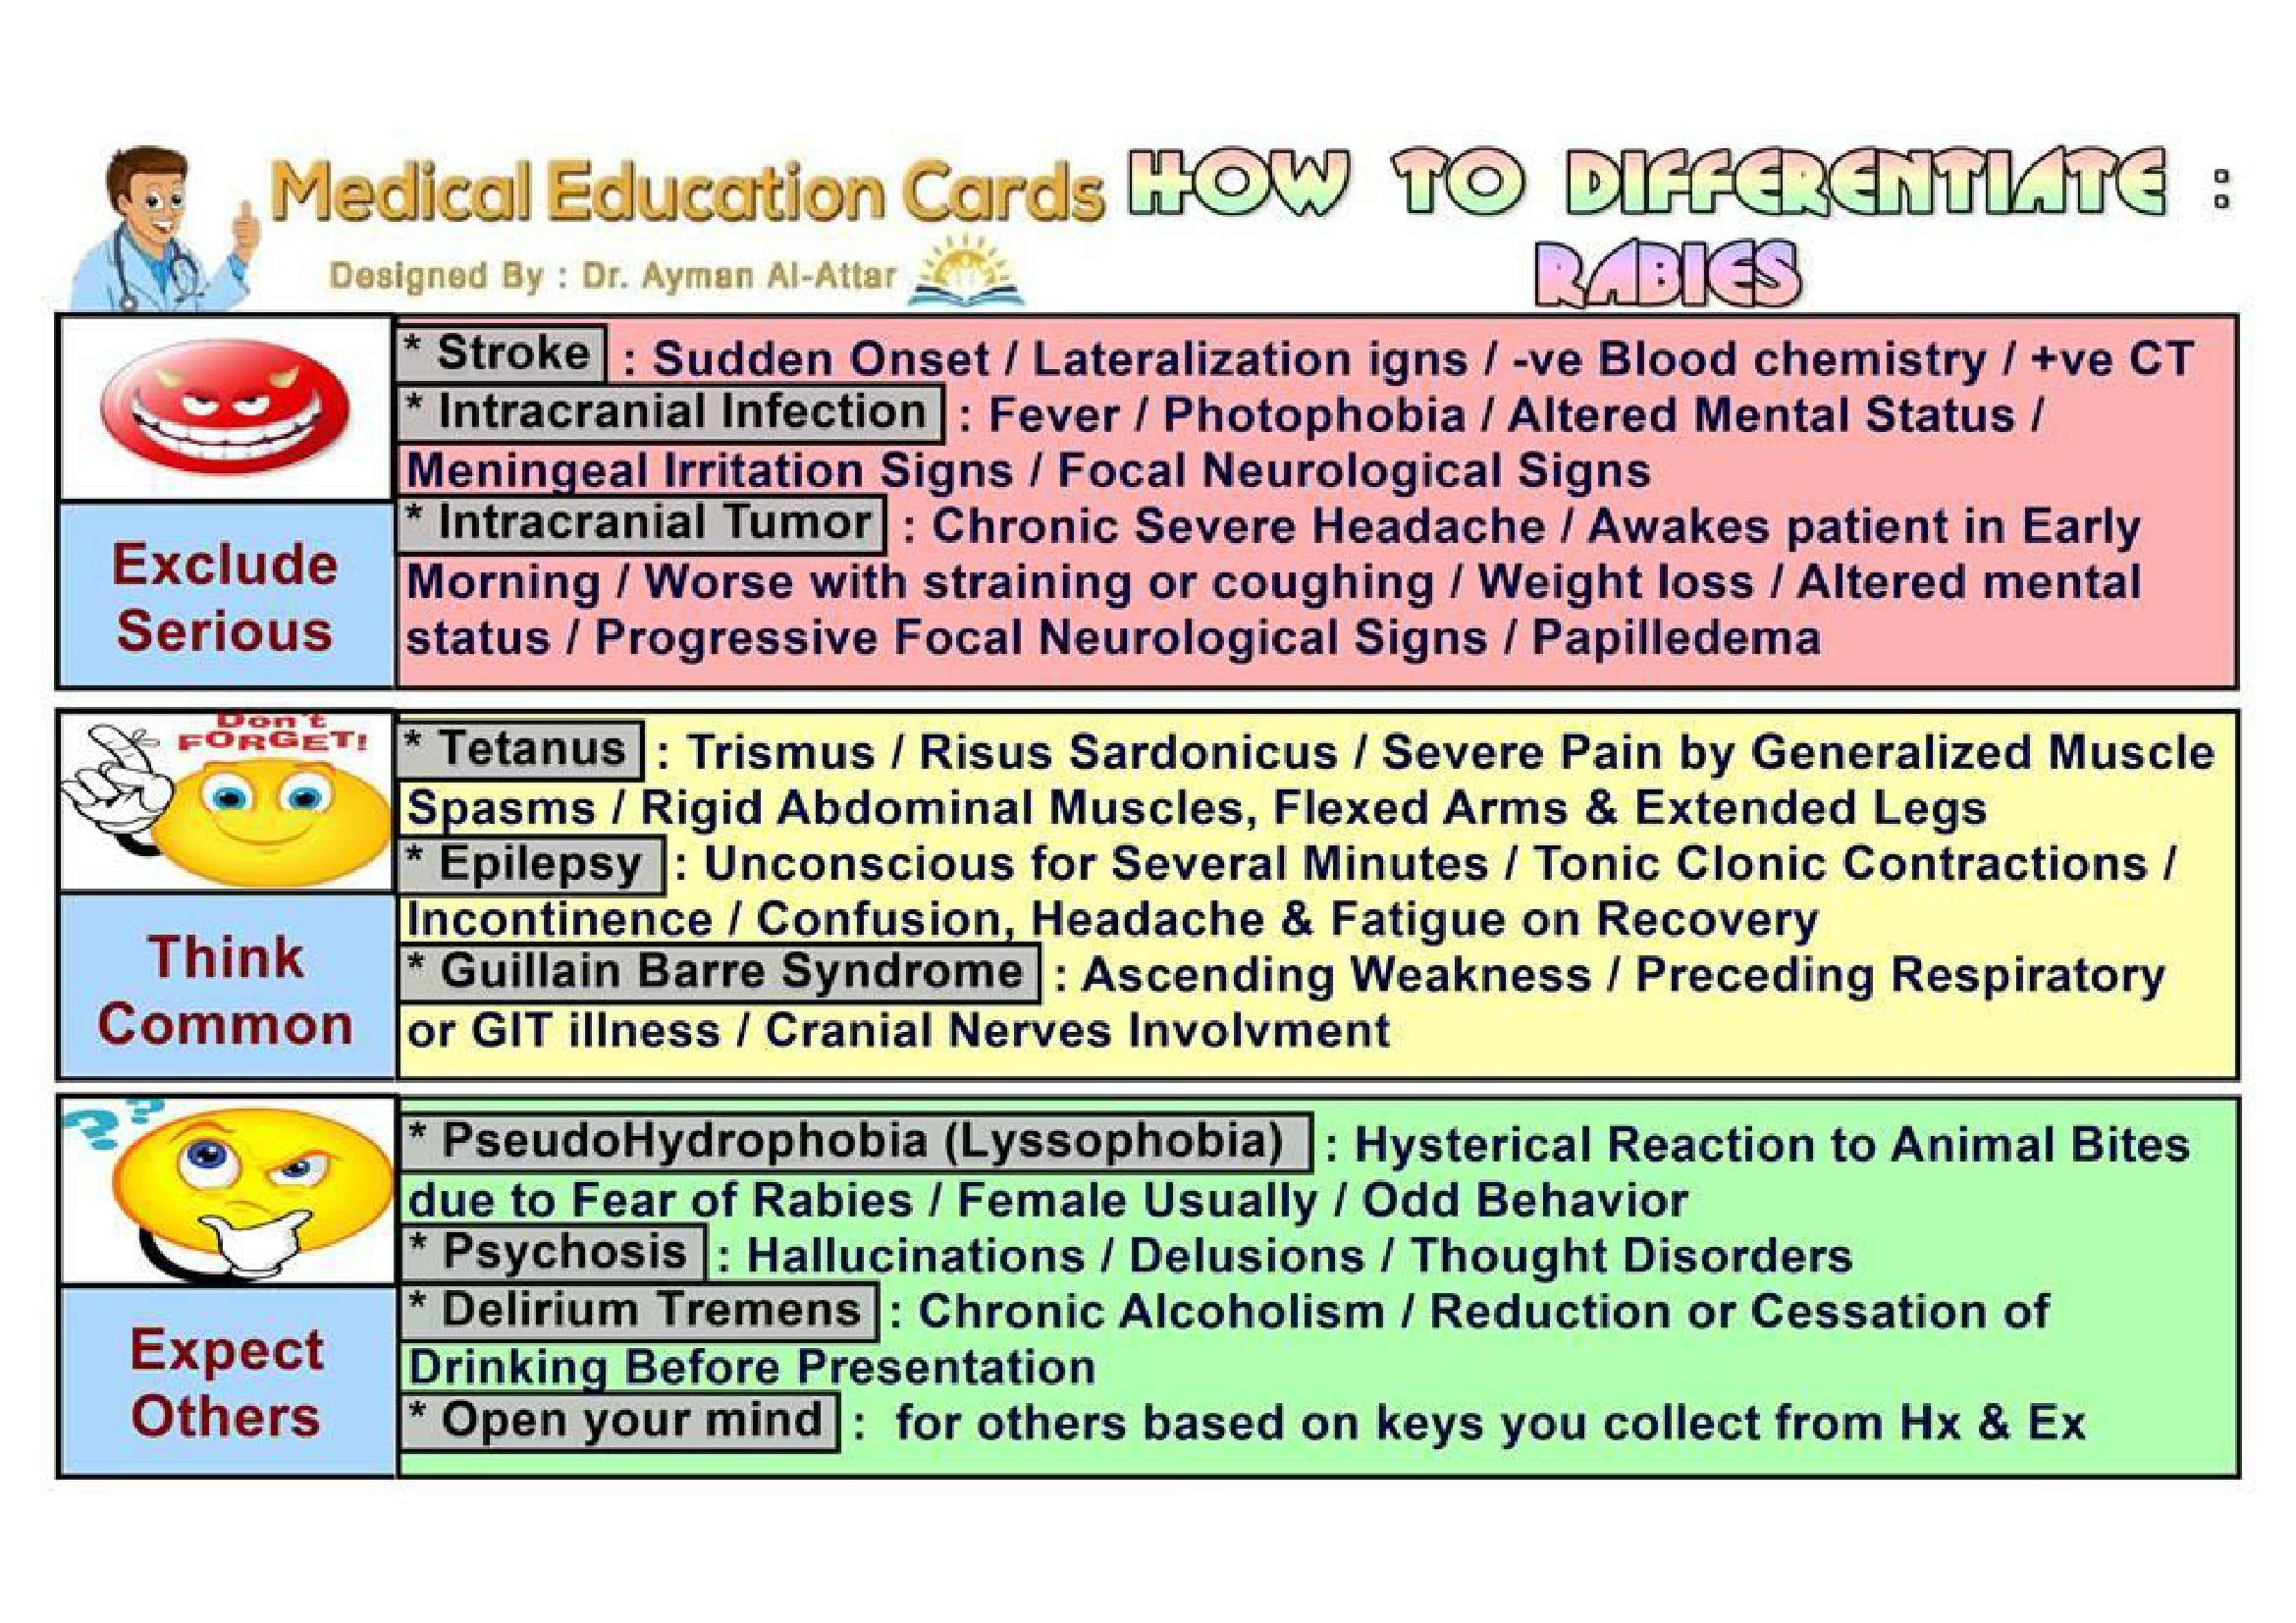 Medical Education Cards
Designed By : Dr. Ayman Al-Attar
HOW TO DIFFERENTIATE :
RABIES
Exclude
Serious
* Stroke : Sudden Onset / Lateralization igns / -ve Blood chemistry / +ve CT
* Intracranial Infection : Fever / Photophobia / Altered Mental Status /
Meningeal Irritation Signs / Focal Neurological Signs
* Intracranial Tumor : Chronic Severe Headache / Awakes patient in Early
Morning / Worse with straining or coughing / Weight loss / Altered mental
status / Progressive Focal Neurological Signs / Papilledema
Don't
FORGET!
Think
Common
* Tetanus : Trismus / Risus Sardonicus / Severe Pain by Generalized Muscle
Spasms / Rigid Abdominal Muscles, Flexed Arms & Extended Legs
* Epilepsy : Unconscious for Several Minutes / Tonic Clonic Contractions /
Incontinence / Confusion, Headache & Fatigue on Recovery
* Guillain Barre Syndrome : Ascending Weakness / Preceding Respiratory
or GIT illness / Cranial Nerves Involvment
??
Expect
Others
* PseudoHydrophobia (Lyssophobia) : Hysterical Reaction to Animal Bites
due to Fear of Rabies / Female Usually / Odd Behavior
* Psychosis : Hallucinations / Delusions / Thought Disorders
* Delirium Tremens : Chronic Alcoholism / Reduction or Cessation of
Drinking Before Presentation
* Open your mind : for others based on keys you collect from Hx & Ex